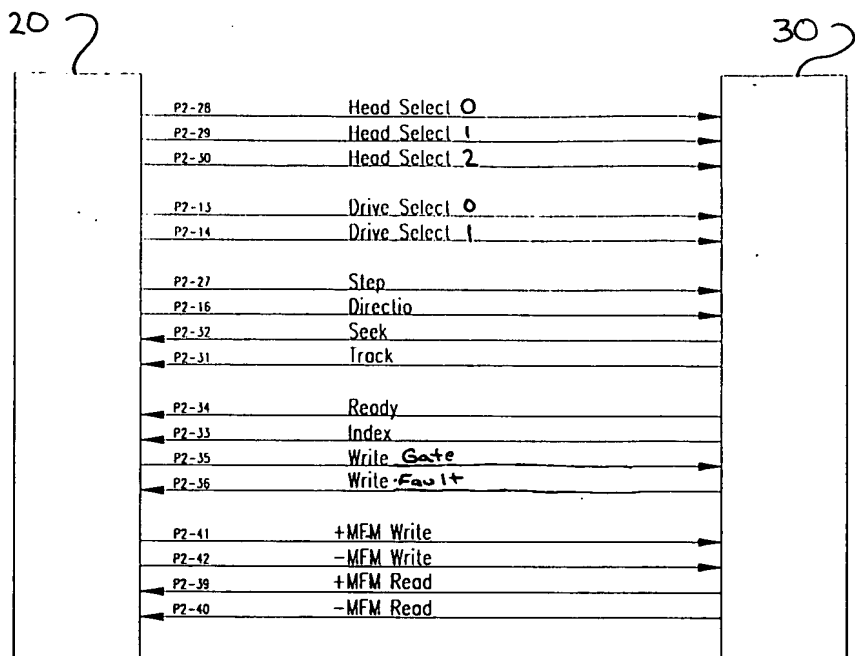 20
30
P2-28 Head Select 0
P2-29 Head Select 1
P2-30 Head Select 2
P2-13 Drive Select 0
P2-14 Drive Select 1
P2-27 Step
P2-16 Directio
P2-32 Seek
P2-31 Track
P2-34 Ready
P2-33 Index
P2-35 Write Gate
P2-36 Write Fault
P2-41 +MFM Write
P2-42 -MFM Write
P2-39 +MFM Read
P2-40 -MFM Read